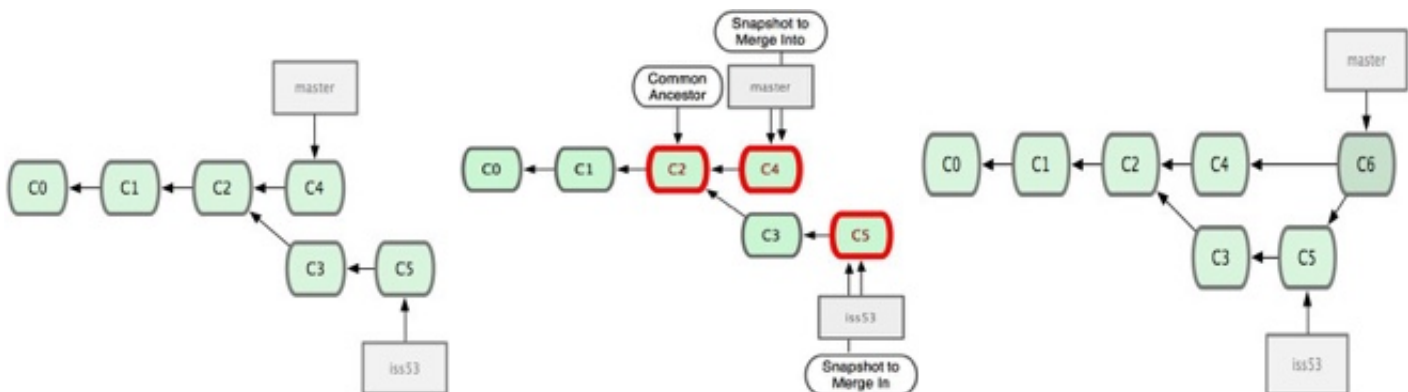 master
C0
C1
C2
C4
C3
C5
iss53
Snapshot to
Merge Into
Common
Ancestor
master
C0
C1
C2
C4
C3
C5
iss53
Snapshot to
Merge In
master
C0
C1
C2
C4
C6
C3
C5
iss53